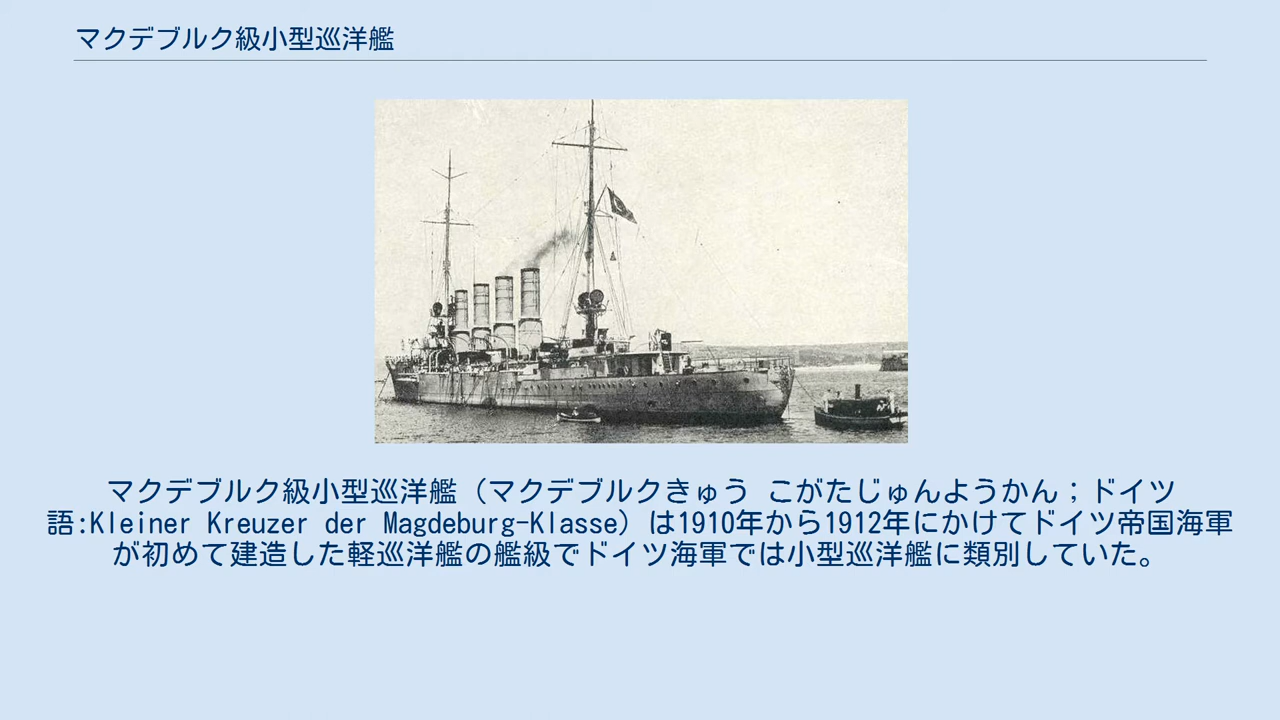 マクデブルク級小型巡洋艦
マクデブルク級小型巡洋艦（マクデブルクきゅう こがたじゅんようかん；ドイツ
語:Kleiner Kreuzer der Magdeburg-Klasse）は1910年から1912年にかけてドイツ帝国海軍
が初めて建造した軽巡洋艦の艦級でドイツ海軍では小型巡洋艦に類別していた。